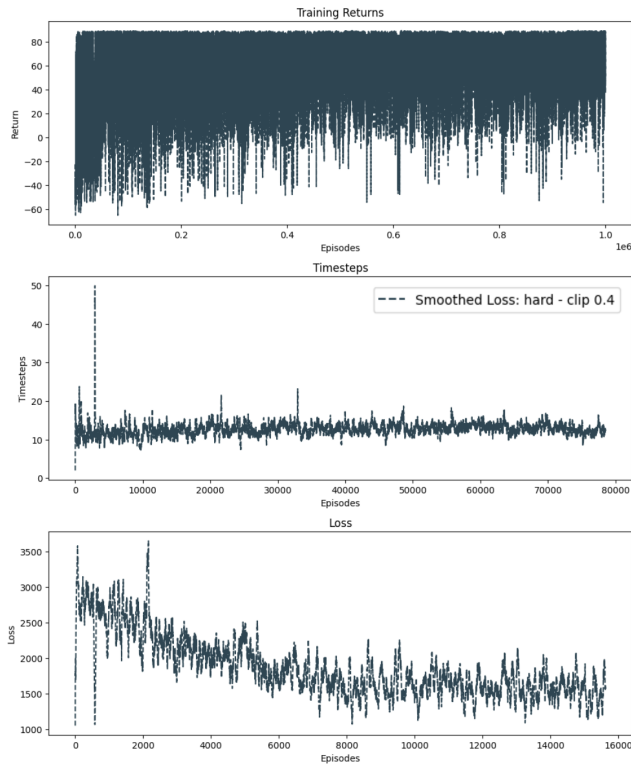 Training Returns
80
60
40
20
0
−20
−40
−60
Return
0.0 0.2 0.4 0.6 0.8 1.0
1e6
Episodes
Timesteps
50
40
30
20
10
0
Timesteps
Smoothed Loss: hard - clip 0.4
0 10000 20000 30000 40000 50000 60000 70000 80000
Episodes
Loss
3500
3000
2500
2000
1500
1000
Loss
0 2000 4000 6000 8000 10000 12000 14000 16000
Episodes